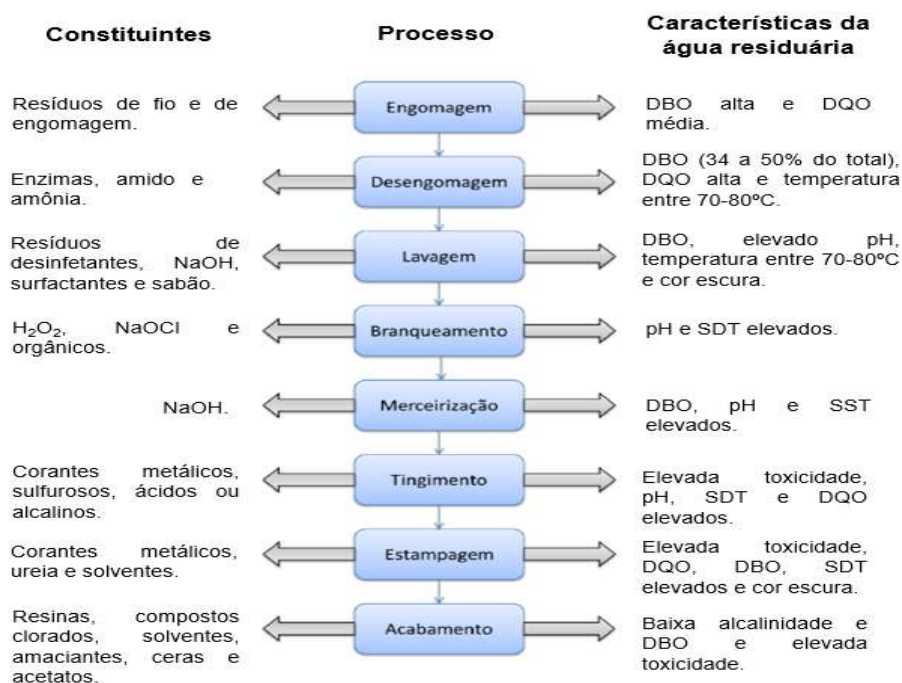 Constituintes
Processo
Características da
água residuária
Resíduos de fio e de
engomagem.
Engomagem
DBO alta e DQO
média.
Enzimas, amido e
amônia.
Desengomagem
DBO (34 a 50% do total),
DQO alta e temperatura
entre 70-80ºC.
Resíduos de
desinfetantes, NaOH,
surfactantes e sabão.
Lavagem
DBO, elevado pH,
temperatura entre 70-80ºC
e cor escura.
H₂O₂, NaOCl e
orgânicos.
Branqueamento
pH e SDT elevados.
NaOH.
Merceirização
DBO, pH e SST
elevados.
Corantes metálicos,
sulfurosos, ácidos ou
alcalinos.
Tingimento
Elevada toxicidade,
pH, SDT e DQO
elevados.
Corantes metálicos,
ureia e solventes.
Estampagem
Elevada toxicidade,
DQO, DBO, SDT
elevados e cor escura.
Resinas, compostos
clorados, solventes,
amaciantes, ceras e
acetatos.
Acabamento
Baixa alcalinidade e
DBO e elevada
toxicidade.